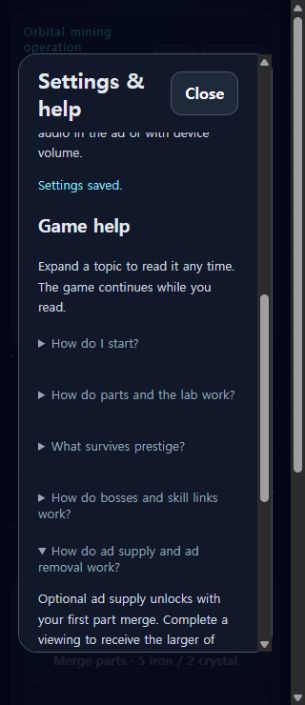 Orbital mining
operation
Settings &
help
Close
audio in the ad or with device
volume.
Settings saved.
Game help
Expand a topic to read it any time.
The game continues while you
read.
How do I start?
How do parts and the lab work?
What survives prestige?
How do bosses and skill links
work?
How do ad supply and ad
removal work?
Optional ad supply unlocks with
your first part merge. Complete a
viewing to receive the larger of
Merge parts · 5 iron / 2 crystal